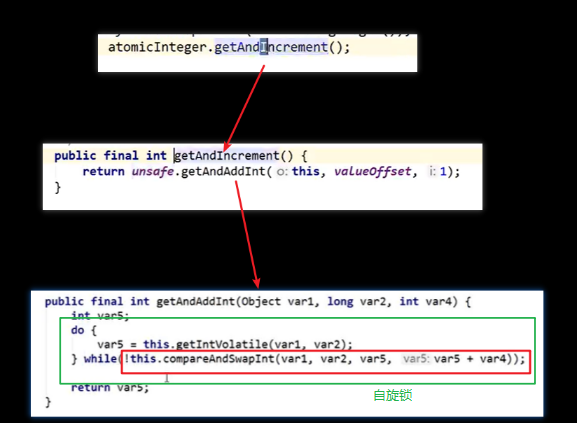 atomicInteger.getAndIncrement();
public final int getAndIncrement() {
return unsafe.getAndAddInt( o: this, valueOffset, i: 1);
}
public final int getAndAddInt(Object var1, long var2, int var4) {
int var5;
do {
var5 = this.getIntVolatile(var1, var2);
} while(!this.compareAndSwapInt(var1, var2, var5, var5: var5 + var4));
return var5;
}
自旋锁